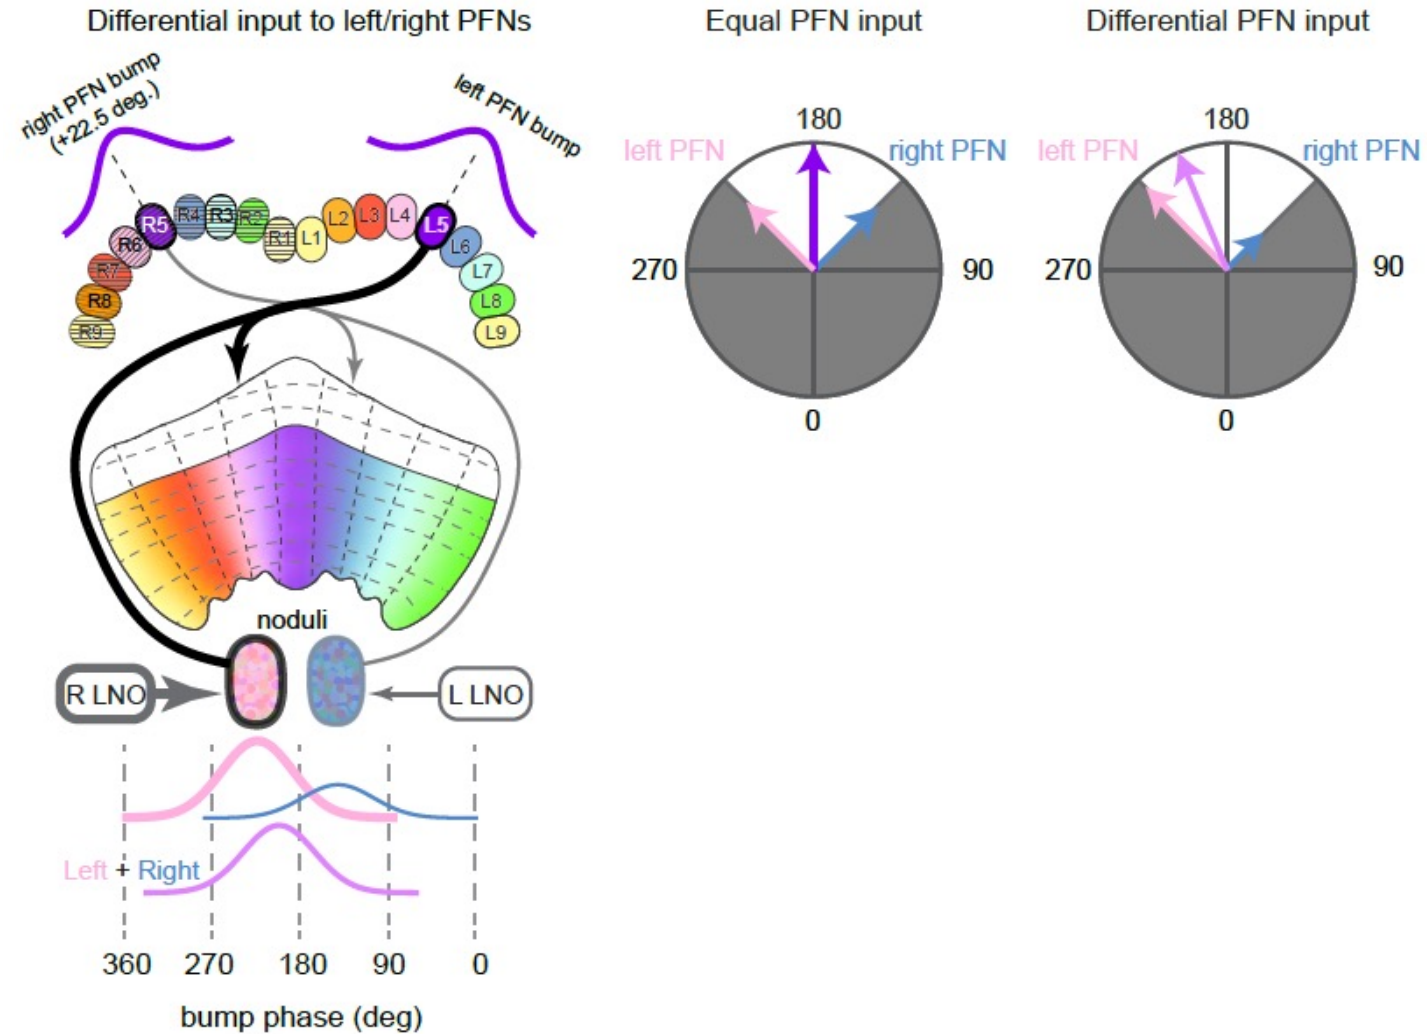 Differential input to left/right PFNs
Equal PFN input
Differential PFN input
right PFN bump
(+22.5 deg.)
left PFN bump
R5
R4
R3
R2
R1
L1
L2
L3
L4
L5
R6
L6
R7
L7
R8
L8
R9
L9
noduli
R LNO
L LNO
Left + Right
360 270 180 90 0
bump phase (deg)
180
left PFN
right PFN
270
90
0
180
left PFN
right PFN
270
90
0